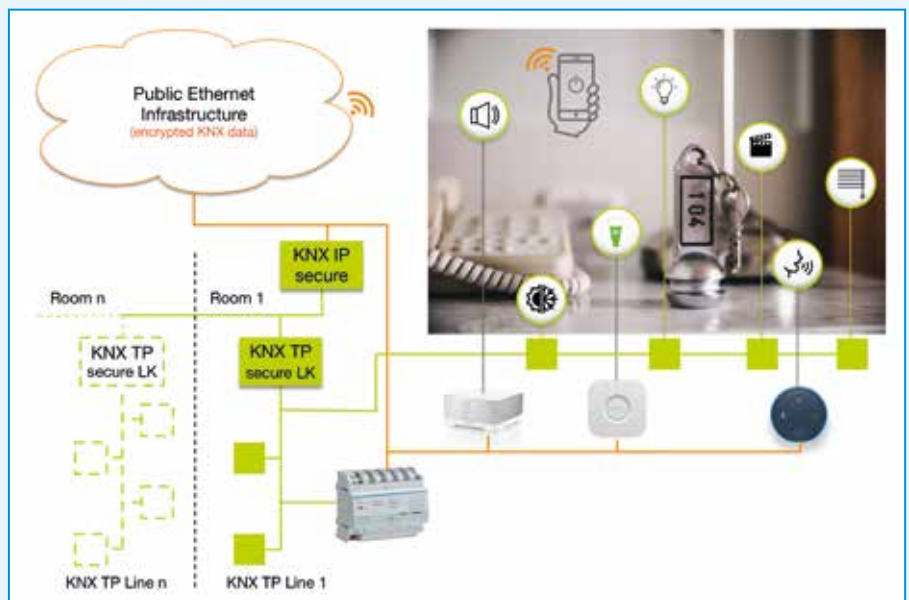 Public Ethernet
Infrastructure
(encrypted KNX data)
KNX IP
secure
Room n
Room 1
KNX TP
secure LK
KNX TP
secure LK
104
KNX TP Line n
KNX TP Line 1